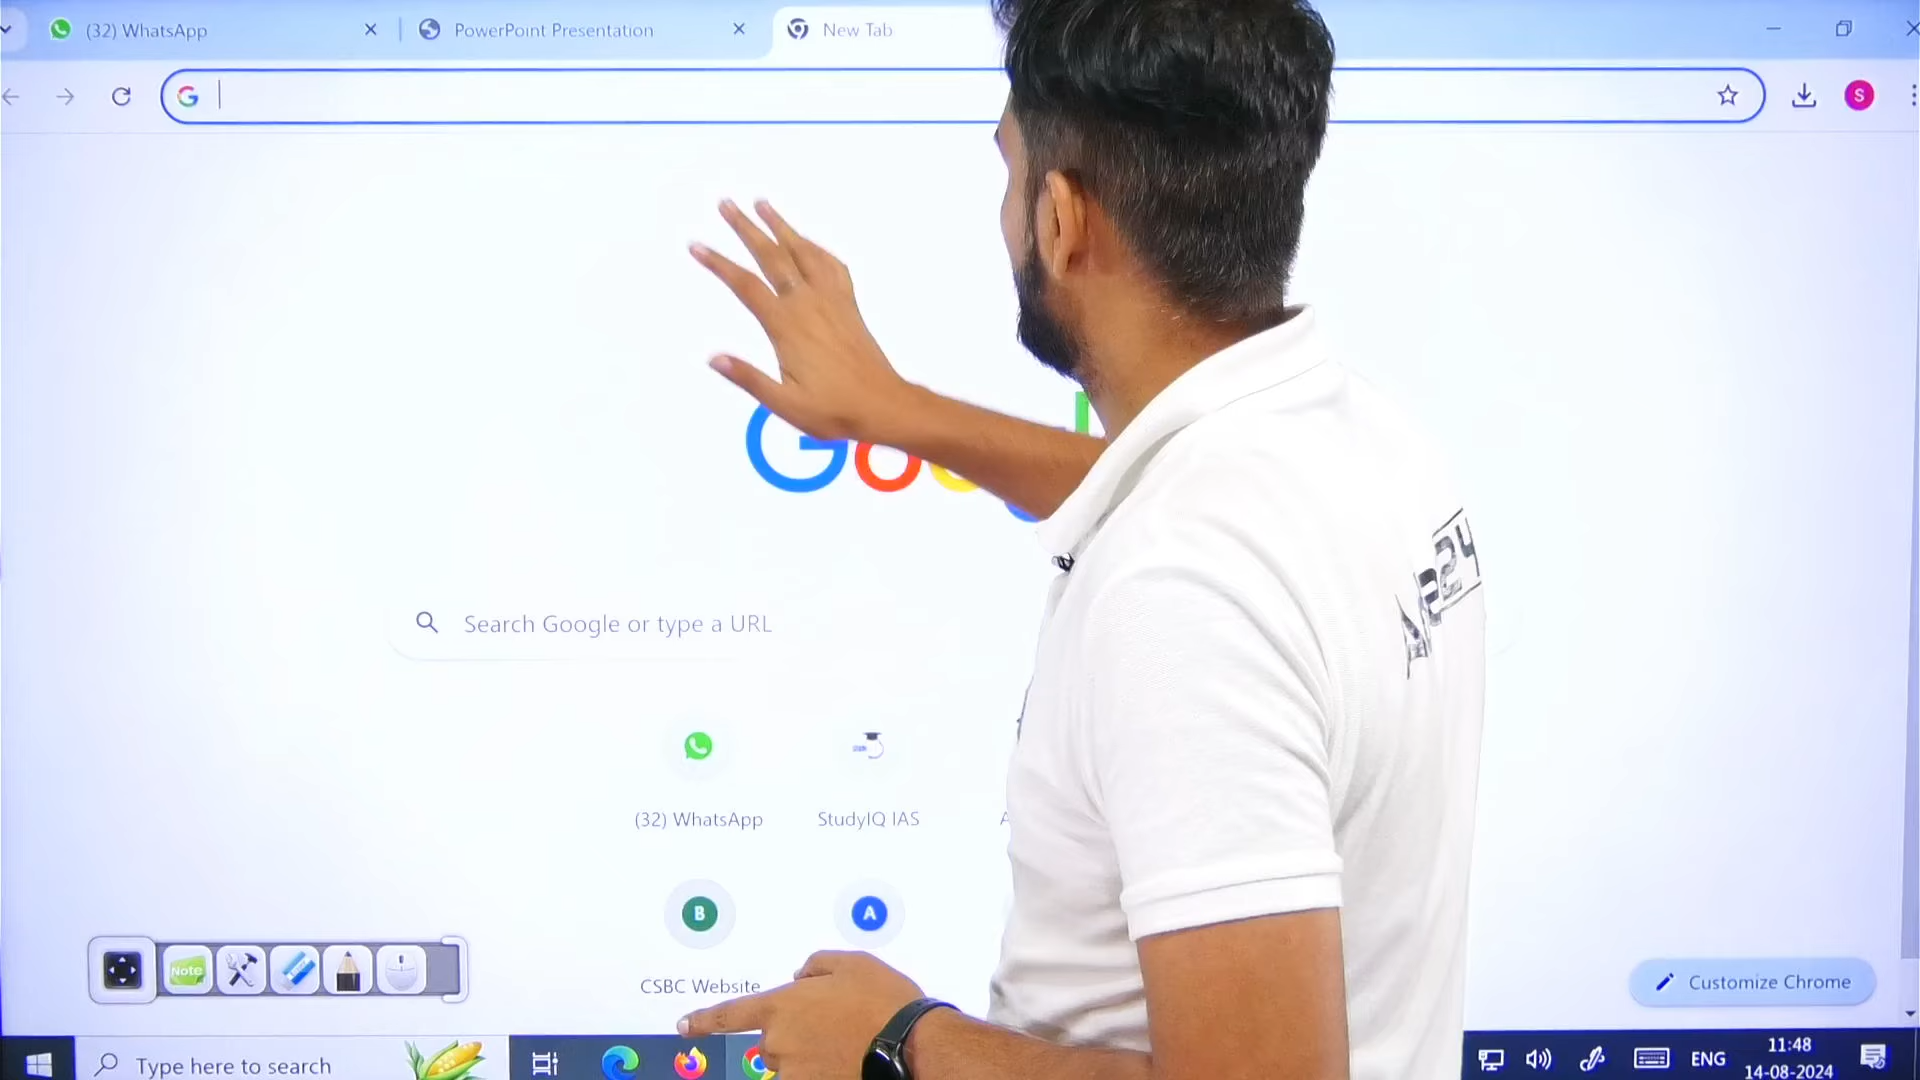 (32) WhatsApp
PowerPoint Presentation
New Tab
S
Search Google or type a URL
(32) WhatsApp
StudyIQ IAS
B
A
CSBC Website
Note
Customize Chrome
Type here to search
ENG
11:48
14-08-2024